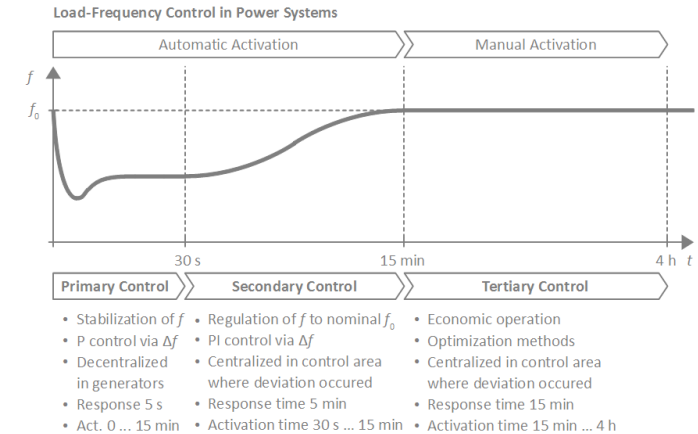 Load-Frequency Control in Power Systems
Automatic Activation
Manual Activation
f
f₀
30 s
15 min
4 h
t
Primary Control
• Stabilization of f
• P control via Δf
• Decentralized
in generators
• Response 5 s
• Act. 0 ... 15 min
Secondary Control
• Regulation of f to nominal f₀
• PI control via Δf
• Centralized in control area
where deviation occured
• Response time 5 min
• Activation time 30 s ... 15 min
Tertiary Control
• Economic operation
• Optimization methods
• Centralized in control area
where deviation occured
• Response time 15 min
• Activation time 15 min ... 4 h